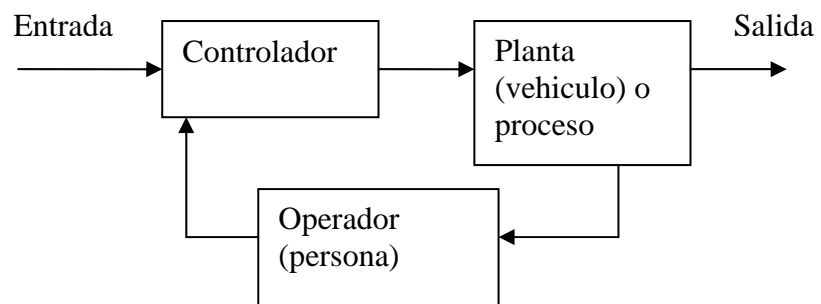 Entrada
Salida
Controlador
Planta
(vehiculo) o
proceso
Operador
(persona)